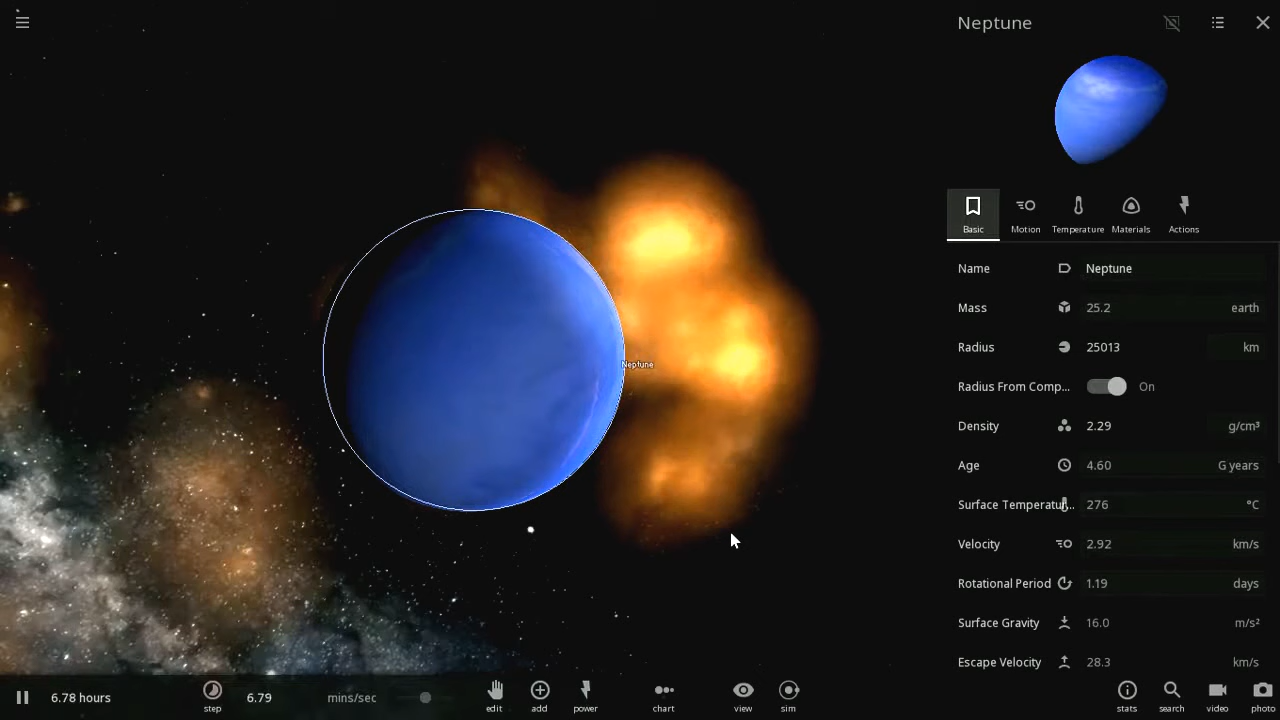 Neptune
Basic
Motion
Temperature
Materials
Actions
Name Neptune
Mass 25.2 earth
Radius 25013 km
Radius From Comp... On
Density 2.29 g/cm³
Age 4.60 G years
Surface Temperatur... 276 °C
Velocity 2.92 km/s
Rotational Period 1.19 days
Surface Gravity 16.0 m/s²
Escape Velocity 28.3 km/s
Neptune
6.78 hours
step
6.79 mins/sec
edit
add
power
chart
view
sim
stats
search
video
photo